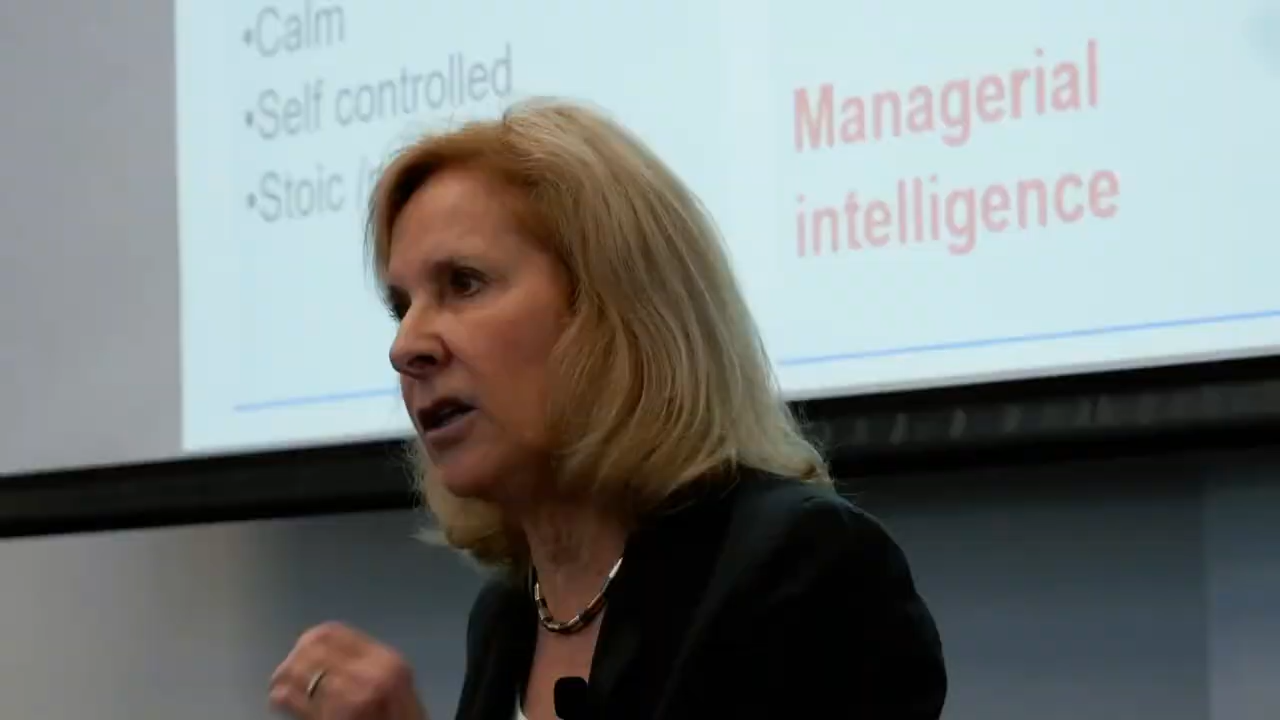 •Calm
•Self controlled
•Stoic
Managerial
intelligence